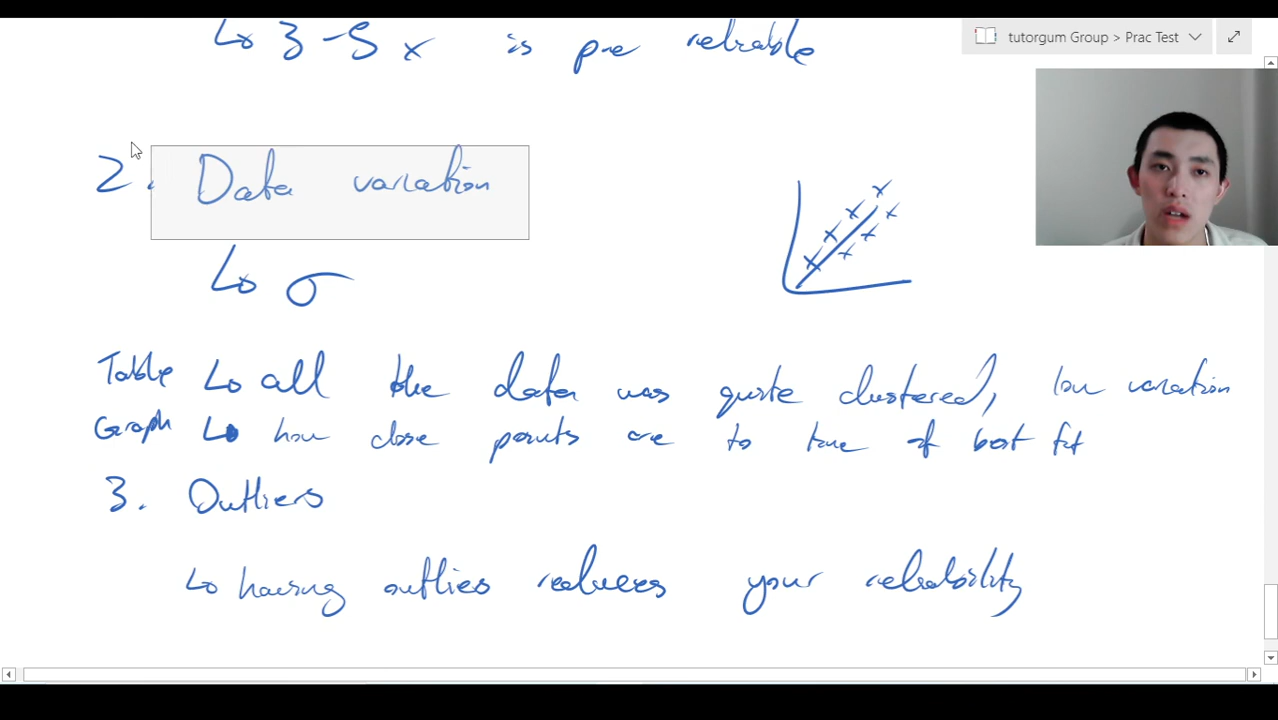 ↳ 3-5 x is pre reliable
tutorgum Group > Prac Test
2. Data variation
↳ σ
Table ↳ all the data was quite clustered, low variation
Graph ↳ how close points are to line of best fit
3. Outliers
↳ having outlies reduces your reliability